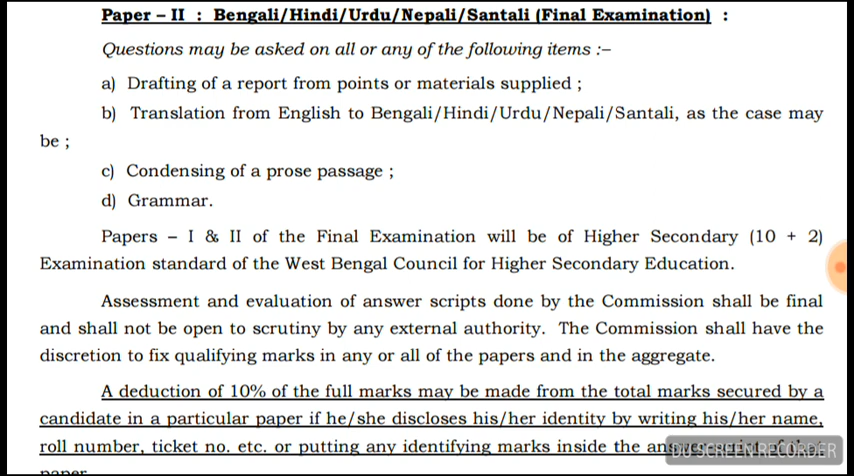 Paper – II : Bengali/Hindi/Urdu/Nepali/Santali (Final Examination) :
Questions may be asked on all or any of the following items :–
a) Drafting of a report from points or materials supplied ;
b) Translation from English to Bengali/Hindi/Urdu/Nepali/Santali, as the case may
be ;
c) Condensing of a prose passage ;
d) Grammar.
Papers – I & II of the Final Examination will be of Higher Secondary (10 + 2)
Examination standard of the West Bengal Council for Higher Secondary Education.
Assessment and evaluation of answer scripts done by the Commission shall be final
and shall not be open to scrutiny by any external authority. The Commission shall have the
discretion to fix qualifying marks in any or all of the papers and in the aggregate.
A deduction of 10% of the full marks may be made from the total marks secured by a
candidate in a particular paper if he/she discloses his/her identity by writing his/her name,
roll number, ticket no. etc. or putting any identifying marks inside the
DU SCREEN RECORDER